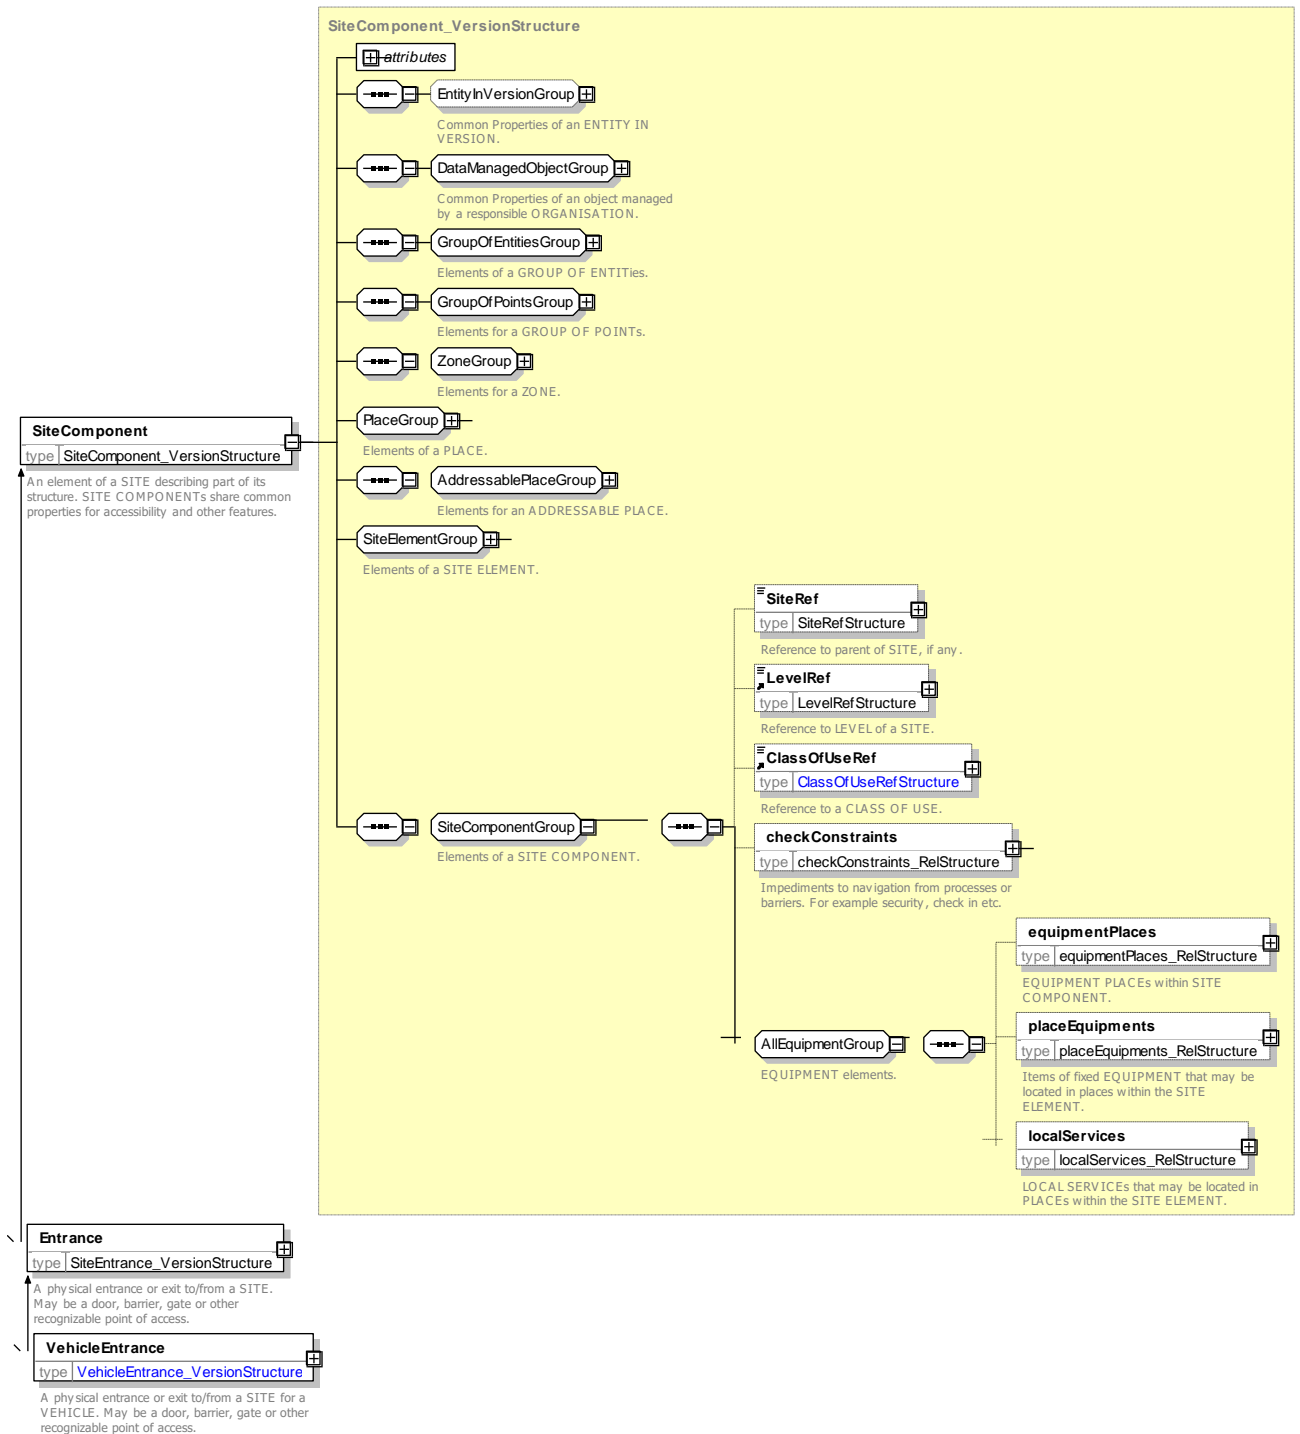 SiteComponent_VersionStructure
attributes
EntityInVersionGroup
Common Properties of an ENTITY IN
VERSION.
DataManagedObjectGroup
Common Properties of an object managed
by a responsible ORGANISATION.
GroupOfEntitiesGroup
Elements of a GROUP OF ENTITies.
GroupOfPointsGroup
Elements for a GROUP OF POINTs.
ZoneGroup
Elements for a ZONE.
SiteComponent
type SiteComponent_VersionStructure
An element of a SITE describing part of its
structure. SITE COMPONENTs share common
properties for accessibility and other features.
PlaceGroup
Elements of a PLACE.
AddressablePlaceGroup
Elements for an ADDRESSABLE PLACE.
SiteElementGroup
Elements of a SITE ELEMENT.
SiteRef
type SiteRefStructure
Reference to parent of SITE, if any.
LevelRef
type LevelRefStructure
Reference to LEVEL of a SITE.
ClassOfUseRef
type ClassOfUseRefStructure
Reference to a CLASS OF USE.
SiteComponentGroup
Elements of a SITE COMPONENT.
checkConstraints
type checkConstraints_RelStructure
Impediments to navigation from processes or
barriers. For example security, check in etc.
equipmentPlaces
type equipmentPlaces_RelStructure
EQUIPMENT PLACEs within SITE
COMPONENT.
AllEquipmentGroup
EQUIPMENT elements.
placeEquipments
type placeEquipments_RelStructure
Items of fixed EQUIPMENT that may be
located in places within the SITE
ELEMENT.
localServices
type localServices_RelStructure
LOCAL SERVICEs that may be located in
PLACEs within the SITE ELEMENT.
Entrance
type SiteEntrance_VersionStructure
A physical entrance or exit to/from a SITE.
May be a door, barrier, gate or other
recognizable point of access.
VehicleEntrance
type VehicleEntrance_VersionStructure
A physical entrance or exit to/from a SITE for a
VEHICLE. May be a door, barrier, gate or other
recognizable point of access.